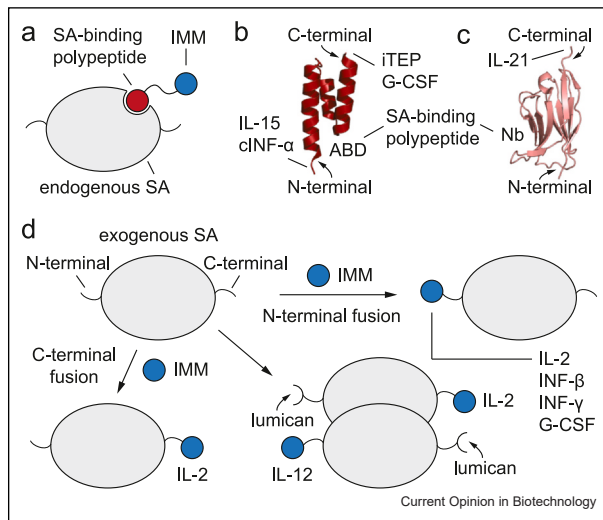 a
SA-binding
polypeptide
IMM
endogenous SA
b
C-terminal
iTEP
G-CSF
IL-15
cINF-α
ABD
N-terminal
SA-binding
polypeptide
c
C-terminal
IL-21
Nb
N-terminal
d
exogenous SA
N-terminal
C-terminal
IMM
N-terminal fusion
IL-2
INF-β
INF-γ
G-CSF
C-terminal
fusion
IMM
IL-2
lumican
IL-2
IL-12
lumican
Current Opinion in Biotechnology